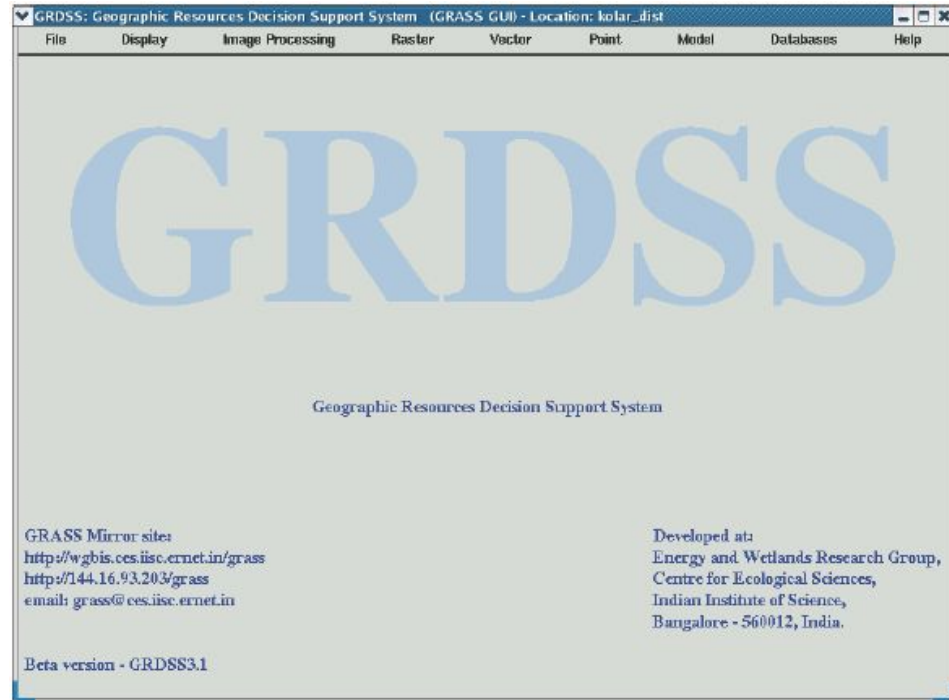 GRDSS: Geographic Resources Decision Support System (GRASS GUI) - Location: kolar_dist
File Display Image Processing Raster Vector Point Model Databases Help
GRDSS
Geographic Resources Decision Support System
GRASS Mirror site:
http://wgbis.ces.iisc.ernet.in/grass
http://144.16.93.203/grass
email: grass@ces.iisc.ernet.in
Developed at:
Energy and Wetlands Research Group,
Centre for Ecological Sciences,
Indian Institute of Science,
Bangalore - 560012, India.
Beta version - GRDSS3.1